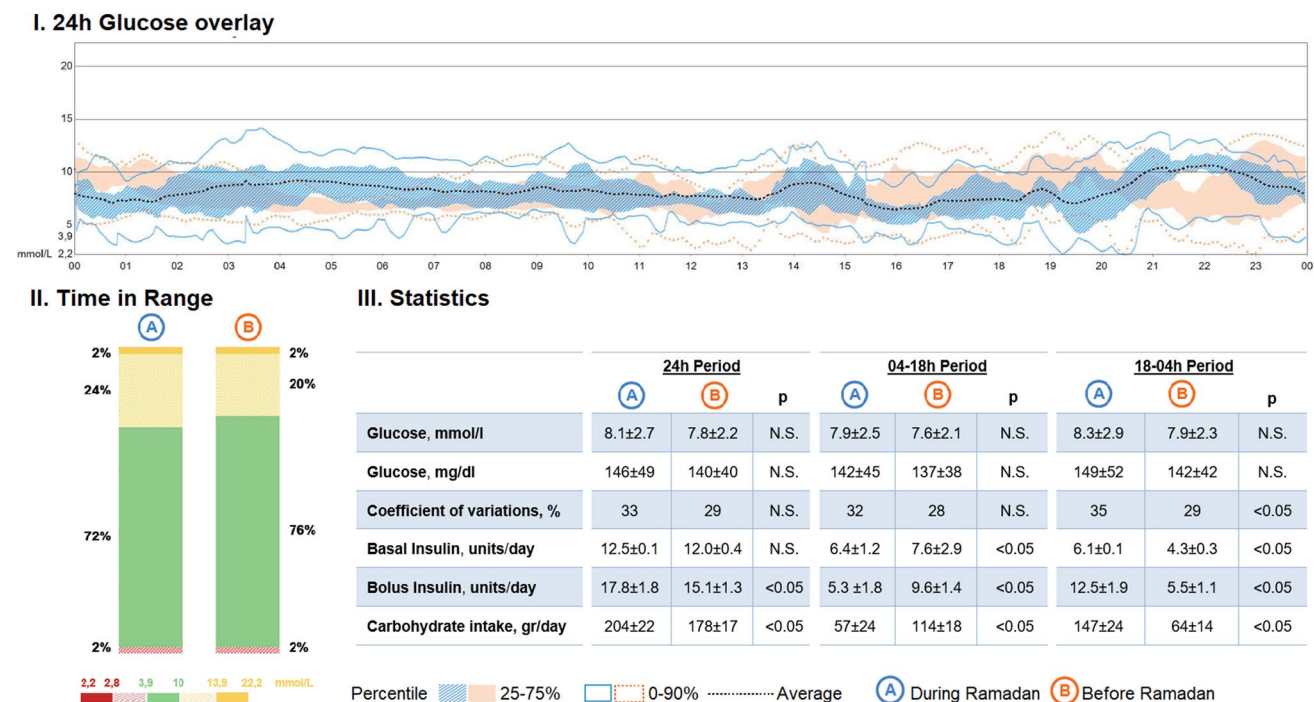 I. 24h Glucose overlay
20
15
10
5
3,9
mmol/L 2,2
00 01 02 03 04 05 06 07 08 09 10 11 12 13 14 15 16 17 18 19 20 21 22 23 00
II. Time in Range
A B
2% 2%
24% 20%
72% 76%
2% 2%
2,2 2,8 3,9 10 13,9 22,2 mmol/L
III. Statistics
24h Period 04-18h Period 18-04h Period
A B p A B p A B p
Glucose, mmol/l 8.1±2.7 7.8±2.2 N.S. 7.9±2.5 7.6±2.1 N.S. 8.3±2.9 7.9±2.3 N.S.
Glucose, mg/dl 146±49 140±40 N.S. 142±45 137±38 N.S. 149±52 142±42 N.S.
Coefficient of variations, % 33 29 N.S. 32 28 N.S. 35 29 <0.05
Basal Insulin, units/day 12.5±0.1 12.0±0.4 N.S. 6.4±1.2 7.6±2.9 <0.05 6.1±0.1 4.3±0.3 <0.05
Bolus Insulin, units/day 17.8±1.8 15.1±1.3 <0.05 5.3 ±1.8 9.6±1.4 <0.05 12.5±1.9 5.5±1.1 <0.05
Carbohydrate intake, gr/day 204±22 178±17 <0.05 57±24 114±18 <0.05 147±24 64±14 <0.05
Percentile 25-75% 0-90% Average A During Ramadan B Before Ramadan